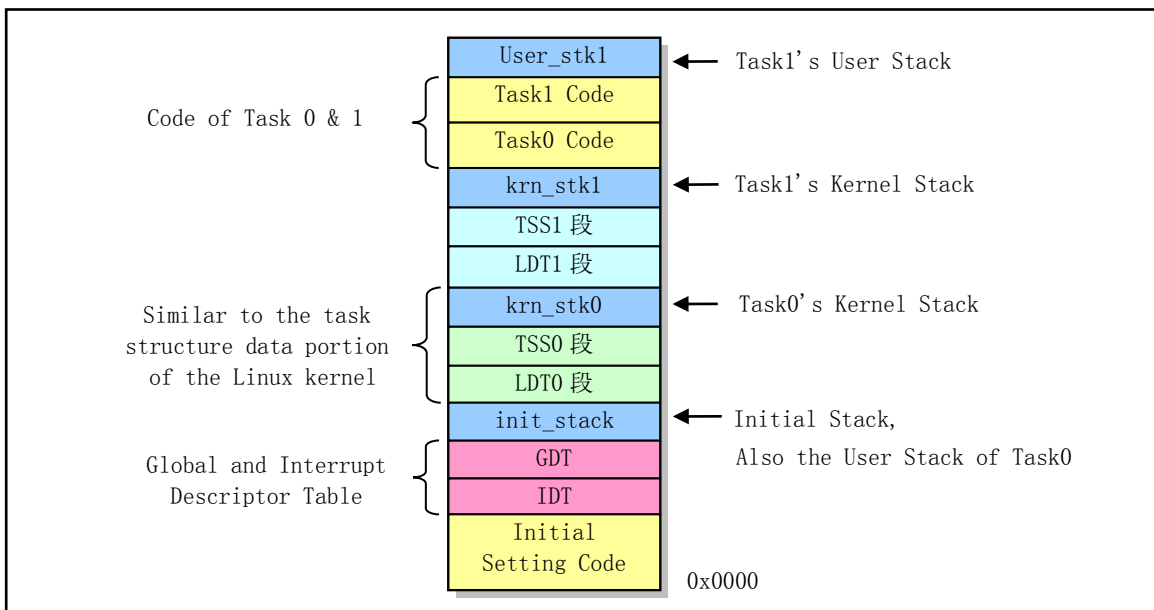 User_stk1
Task1's User Stack
Code of Task 0 & 1
Task1 Code
Task0 Code
krn_stk1
Task1's Kernel Stack
TSS1 段
LDT1 段
Similar to the task
structure data portion
of the Linux kernel
krn_stk0
Task0's Kernel Stack
TSS0 段
LDT0 段
init_stack
Initial Stack,
Also the User Stack of Task0
Global and Interrupt
Descriptor Table
GDT
IDT
Initial
Setting Code
0x0000